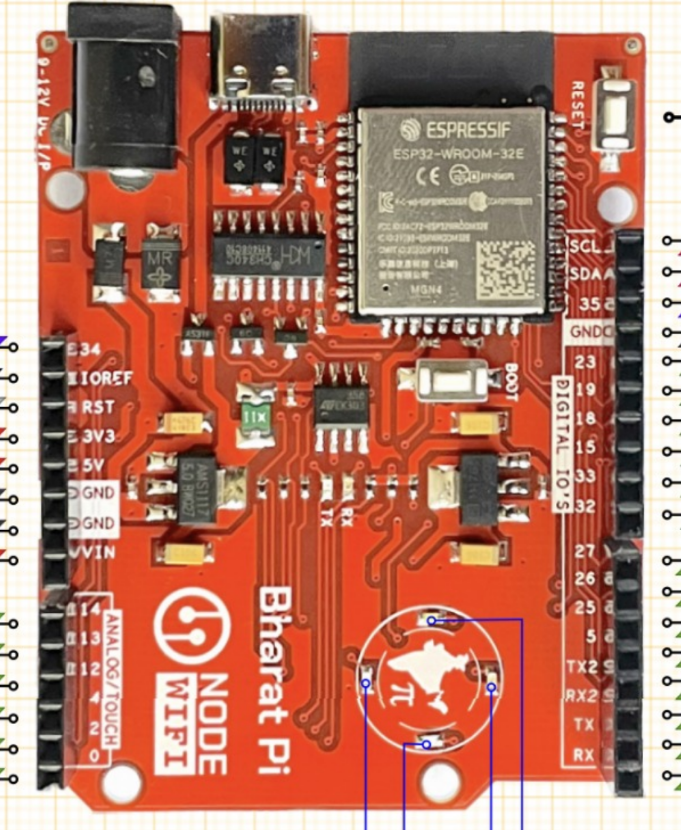 9-12V DC I/P
WE
WE
ESPRESSIF
ESP32-WROOM-32E
CE
MGN4
RESET
MR
CH340C
BOOT
34
IOREF
RST
3V3
5V
GND
GND
VIN
14
13
12
4
2
0
ANALOG/TOUCH
AMS1117
5.0
TX
RX
NODE
WIFI
Bharat Pi
π
DIGITAL IO'S
SCL
SDA
35
GND
23
19
18
15
33
32
27
26
25
5
TX2
RX2
TX
RX